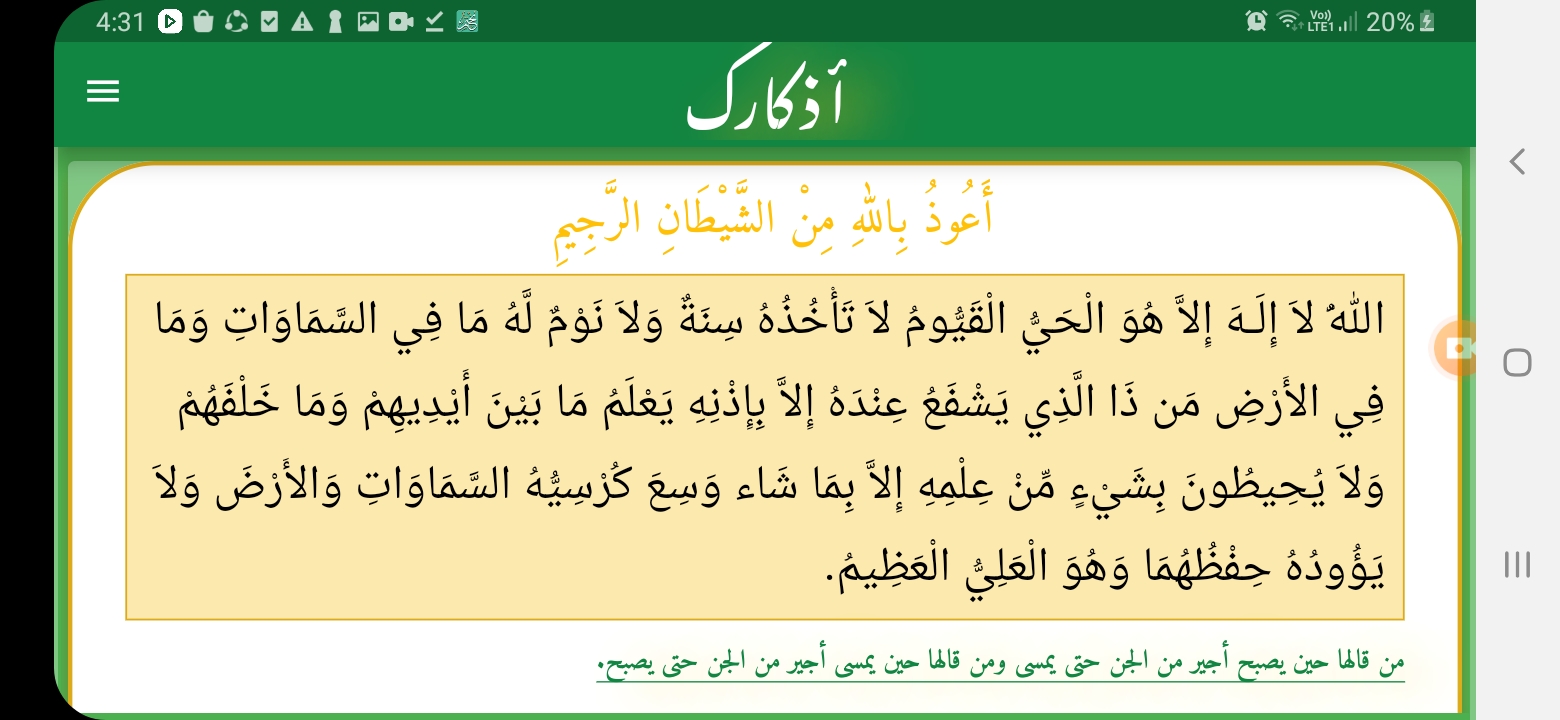 4:31
Vo)) LTE1
20%
أذكارك
أَعُوذُ بِاللهِ مِنْ الشَّيْطَانِ الرَّجِيمِ
اللّهُ لاَ إِلَـهَ إِلاَّ هُوَ الْحَيُّ الْقَيُّومُ لاَ تَأْخُذُهُ سِنَةٌ وَلاَ نَوْمٌ لَّهُ مَا فِي السَّمَاوَاتِ وَمَا
فِي الأَرْضِ مَن ذَا الَّذِي يَشْفَعُ عِنْدَهُ إِلاَّ بِإِذْنِهِ يَعْلَمُ مَا بَيْنَ أَيْدِيهِمْ وَمَا خَلْفَهُمْ
وَلاَ يُحِيطُونَ بِشَيْءٍ مِّنْ عِلْمِهِ إِلاَّ بِمَا شَاء وَسِعَ كُرْسِيُّهُ السَّمَاوَاتِ وَالأَرْضَ وَلاَ
يَؤُودُهُ حِفْظُهُمَا وَهُوَ الْعَلِيُّ الْعَظِيمُ.
من قالها حين يصبح أجير من الجن حتى يمسى ومن قالها حين يمسى أجير من الجن حتى يصبح.